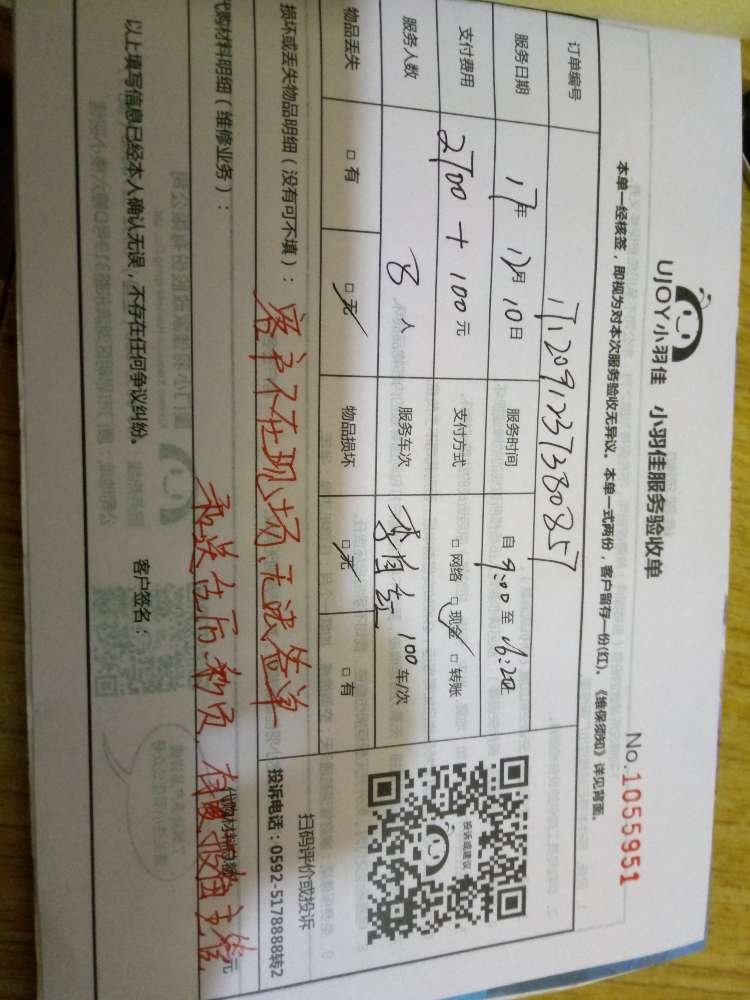 UJOY小羽佳 小羽佳服务验收单
No.1055951
本单一经核签，即视为对本次服务验收无异议。本单一式两份，客户留存一份(红)。《维保须知》详见背面。
订单编号
服务日期 17年 12月 10日 服务时间 自 9:00 至
支付费用 2700 + 100 元 支付方式 □ 网络 □ 现金 □ 转账
服务人数 8 人 服务车次 100 车/次
物品丢失 □ 有 □ 无 物品损坏 □ 无 □ 有
投诉或建议
扫码评价或投诉
投诉电话：0592-5178888转2
损坏或丢失物品明细（没有可不填）：客户不在现场,无法签单
代购材料明细（维修业务）：
以上填写信息已经本人确认无误，不存在任何争议纠纷。 客户签名：